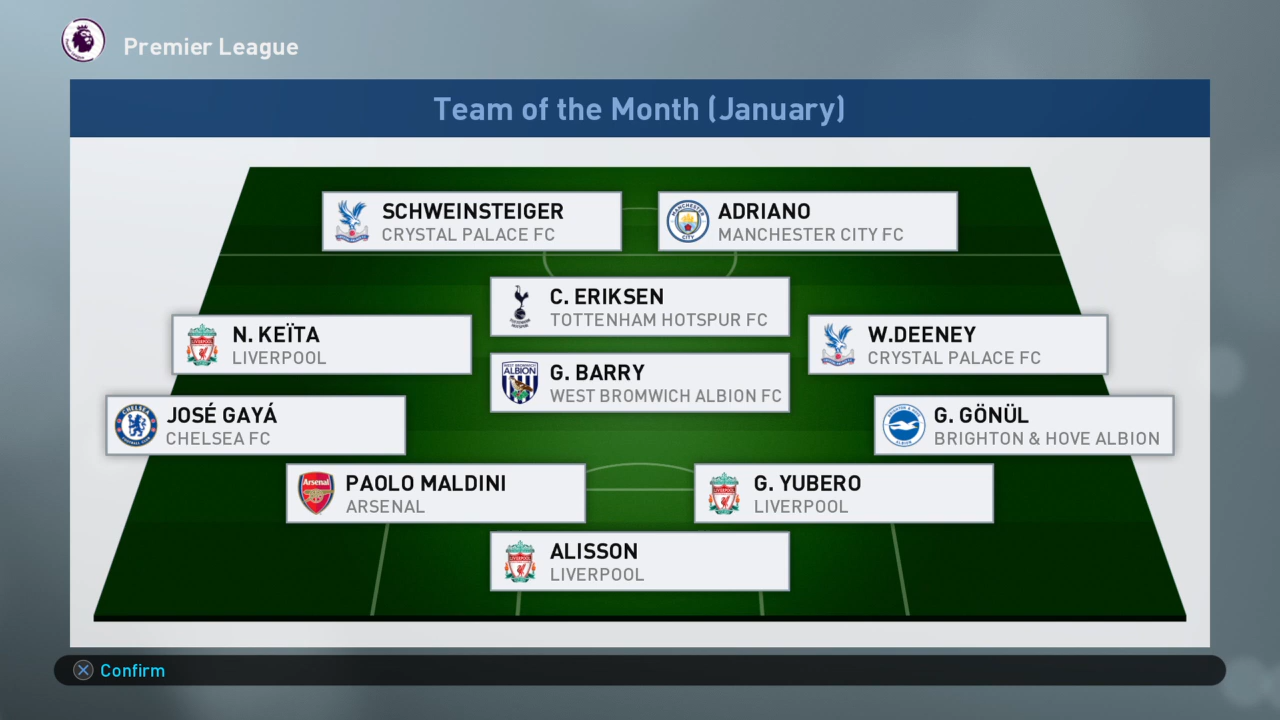 Premier League
Team of the Month (January)
SCHWEINSTEIGER
CRYSTAL PALACE FC
ADRIANO
MANCHESTER CITY FC
C. ERIKSEN
TOTTENHAM HOTSPUR FC
N. KEÏTA
LIVERPOOL
W.DEENEY
CRYSTAL PALACE FC
G. BARRY
WEST BROMWICH ALBION FC
JOSÉ GAYÁ
CHELSEA FC
G. GÖNÜL
BRIGHTON & HOVE ALBION
PAOLO MALDINI
ARSENAL
G. YUBERO
LIVERPOOL
ALISSON
LIVERPOOL
Confirm